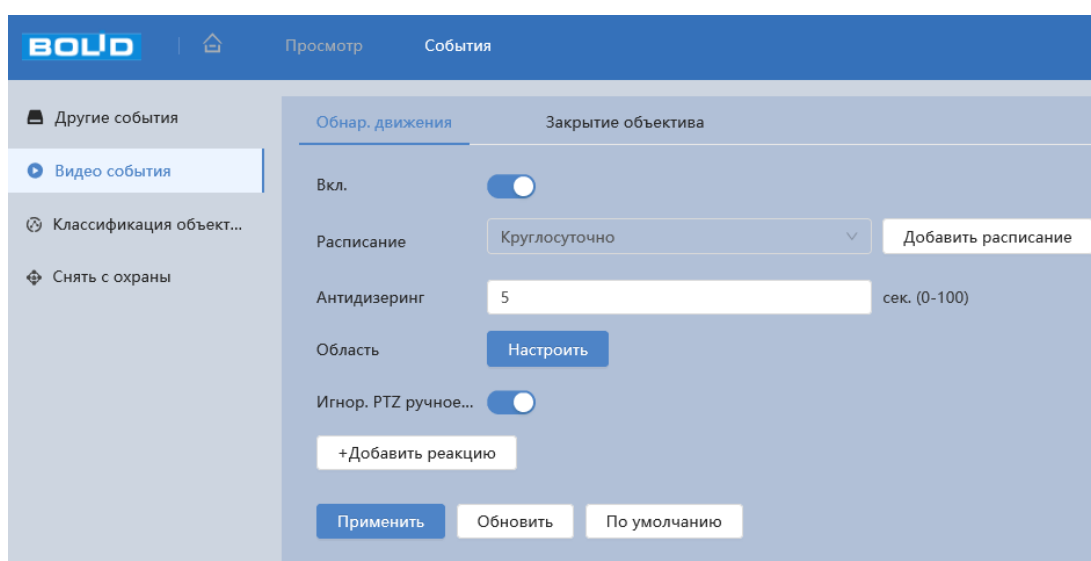 BOLID
Просмотр
События
Другие события
Видео события
Классификация объект...
Снять с охраны
Обнар. движения
Закрытие объектива
Вкл.
Расписание
Круглосуточно
Добавить расписание
Антидизеринг
5
сек. (0-100)
Область
Настроить
Игнор. PTZ ручное...
+Добавить реакцию
Применить
Обновить
По умолчанию